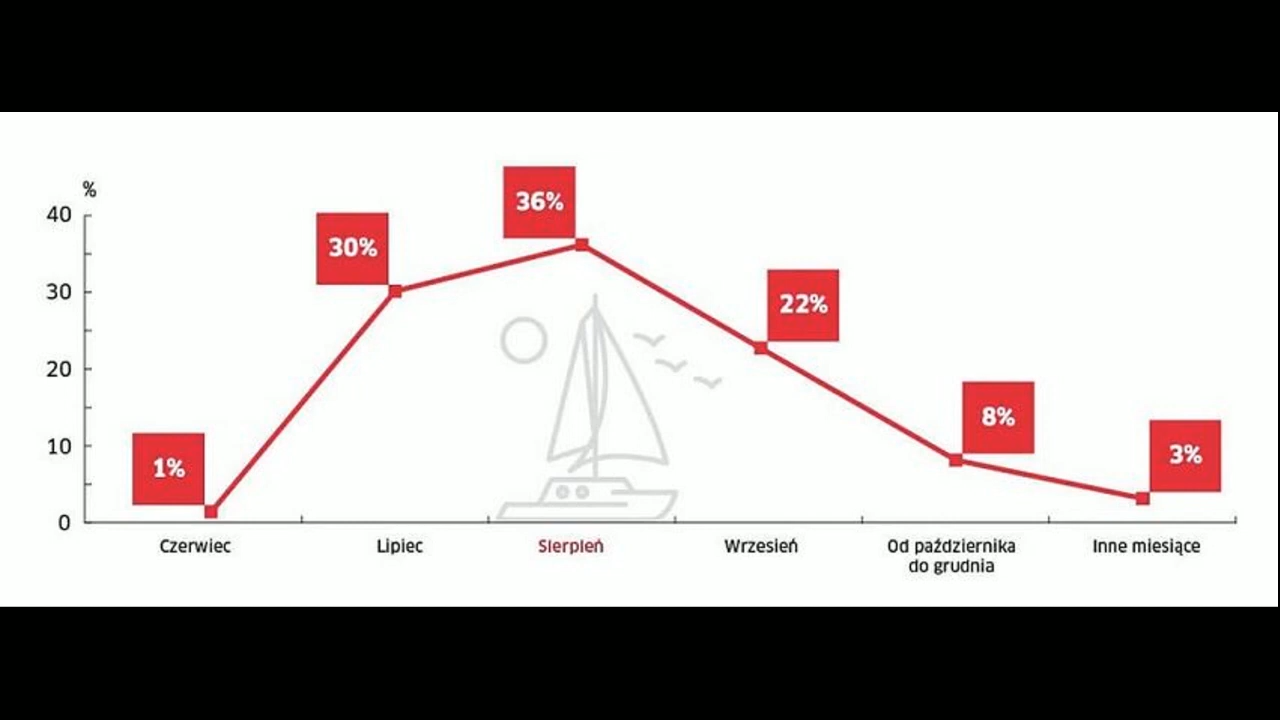 %
40
30
20
10
0
1%
30%
36%
22%
8%
3%
Czerwiec
Lipiec
Sierpień
Wrzesień
Od października
do grudnia
Inne miesiące